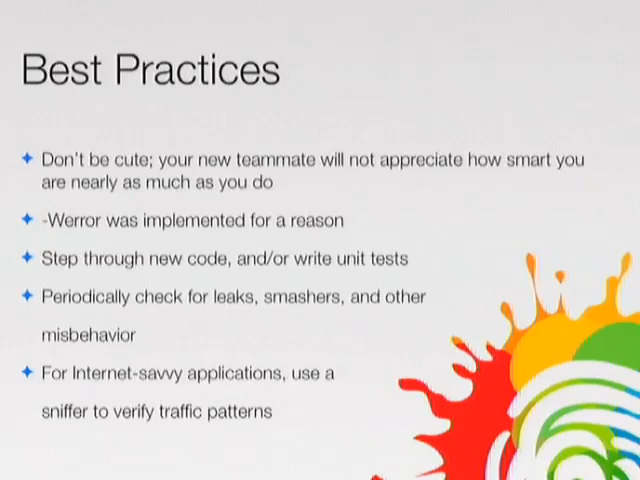 Best Practices
Don't be cute; your new teammate will not appreciate how smart you
are nearly as much as you do
-Werror was implemented for a reason
Step through new code, and/or write unit tests
Periodically check for leaks, smashers, and other
misbehavior
For Internet-savvy applications, use a
sniffer to verify traffic patterns